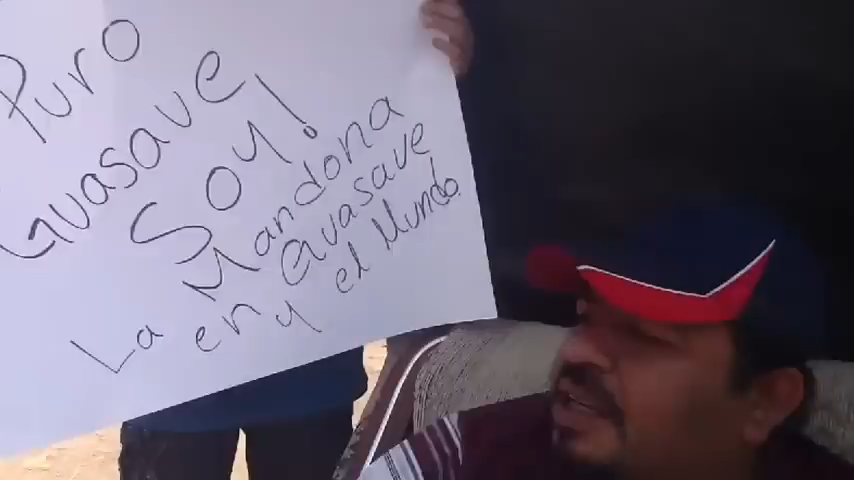 Puro
Guasave
Soy!
La Mandona
en Guasave
y el Mundo.